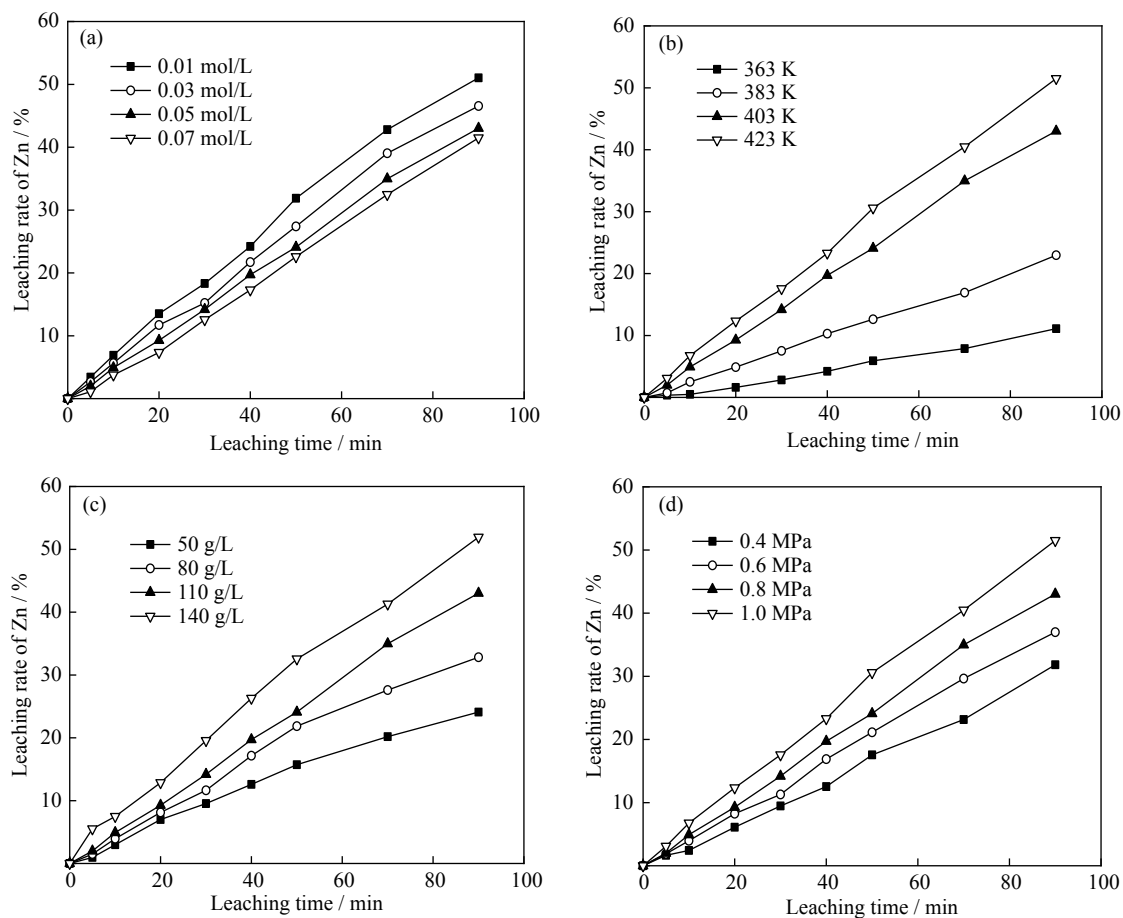 (a)
0.01 mol/L
0.03 mol/L
0.05 mol/L
0.07 mol/L
60
50
40
30
20
10
0
20
40
60
80
100
Leaching rate of Zn / %
Leaching time / min
(b)
363 K
383 K
403 K
423 K
60
50
40
30
20
10
0
20
40
60
80
100
Leaching rate of Zn / %
Leaching time / min
(c)
50 g/L
80 g/L
110 g/L
140 g/L
60
50
40
30
20
10
0
20
40
60
80
100
Leaching rate of Zn / %
Leaching time / min
(d)
0.4 MPa
0.6 MPa
0.8 MPa
1.0 MPa
60
50
40
30
20
10
0
20
40
60
80
100
Leaching rate of Zn / %
Leaching time / min